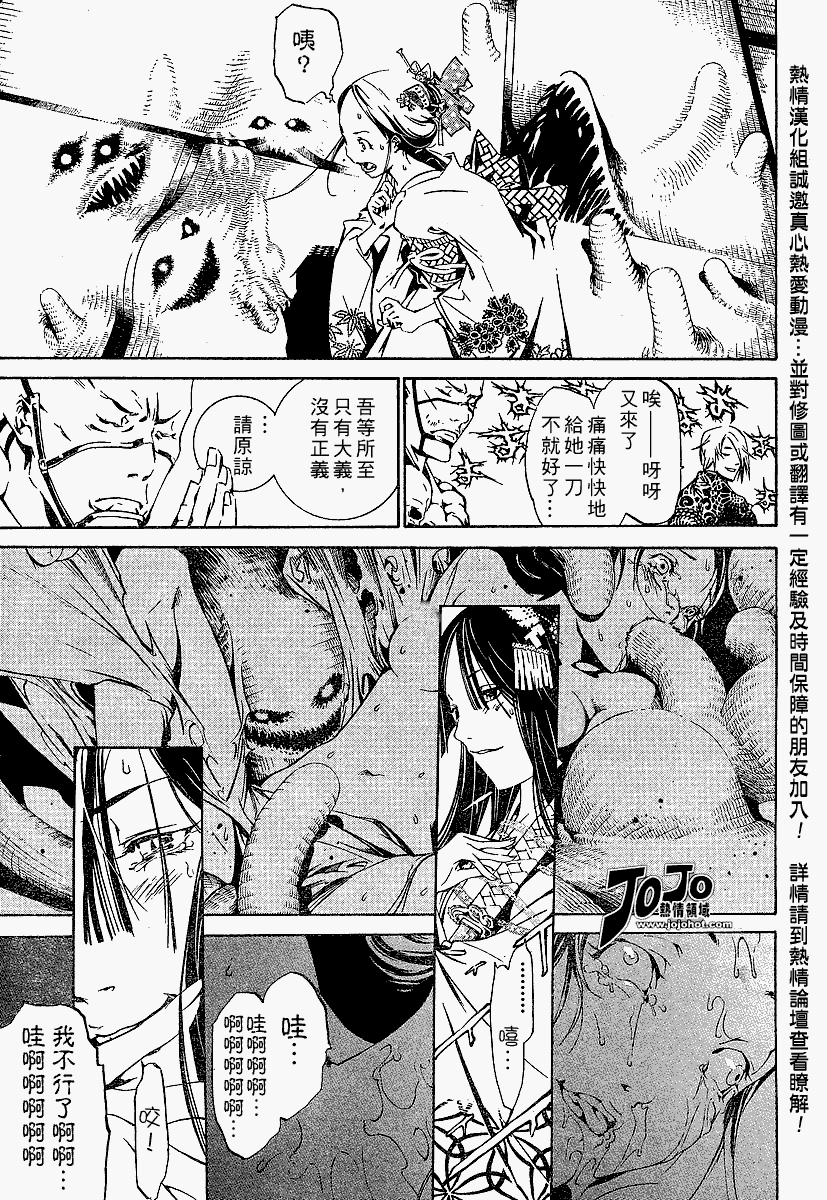 咦？
唉——呀呀
又來了
痛痛快快地
給她一刀
不就好了…
吾等所至
只有大義，
沒有正義
…
請原諒
………
嘻…
哇…
哇啊啊啊…
啊啊啊啊啊…
咬！
我不行了啊啊…
哇啊啊啊啊啊
JOJO
熱情領域
www.jojohot.com
熱情漢化組誠邀真心熱愛動漫…並對修圖或翻譯有一定經驗及時間保障的朋友加入！ 詳情請到熱情論壇查看瞭解！